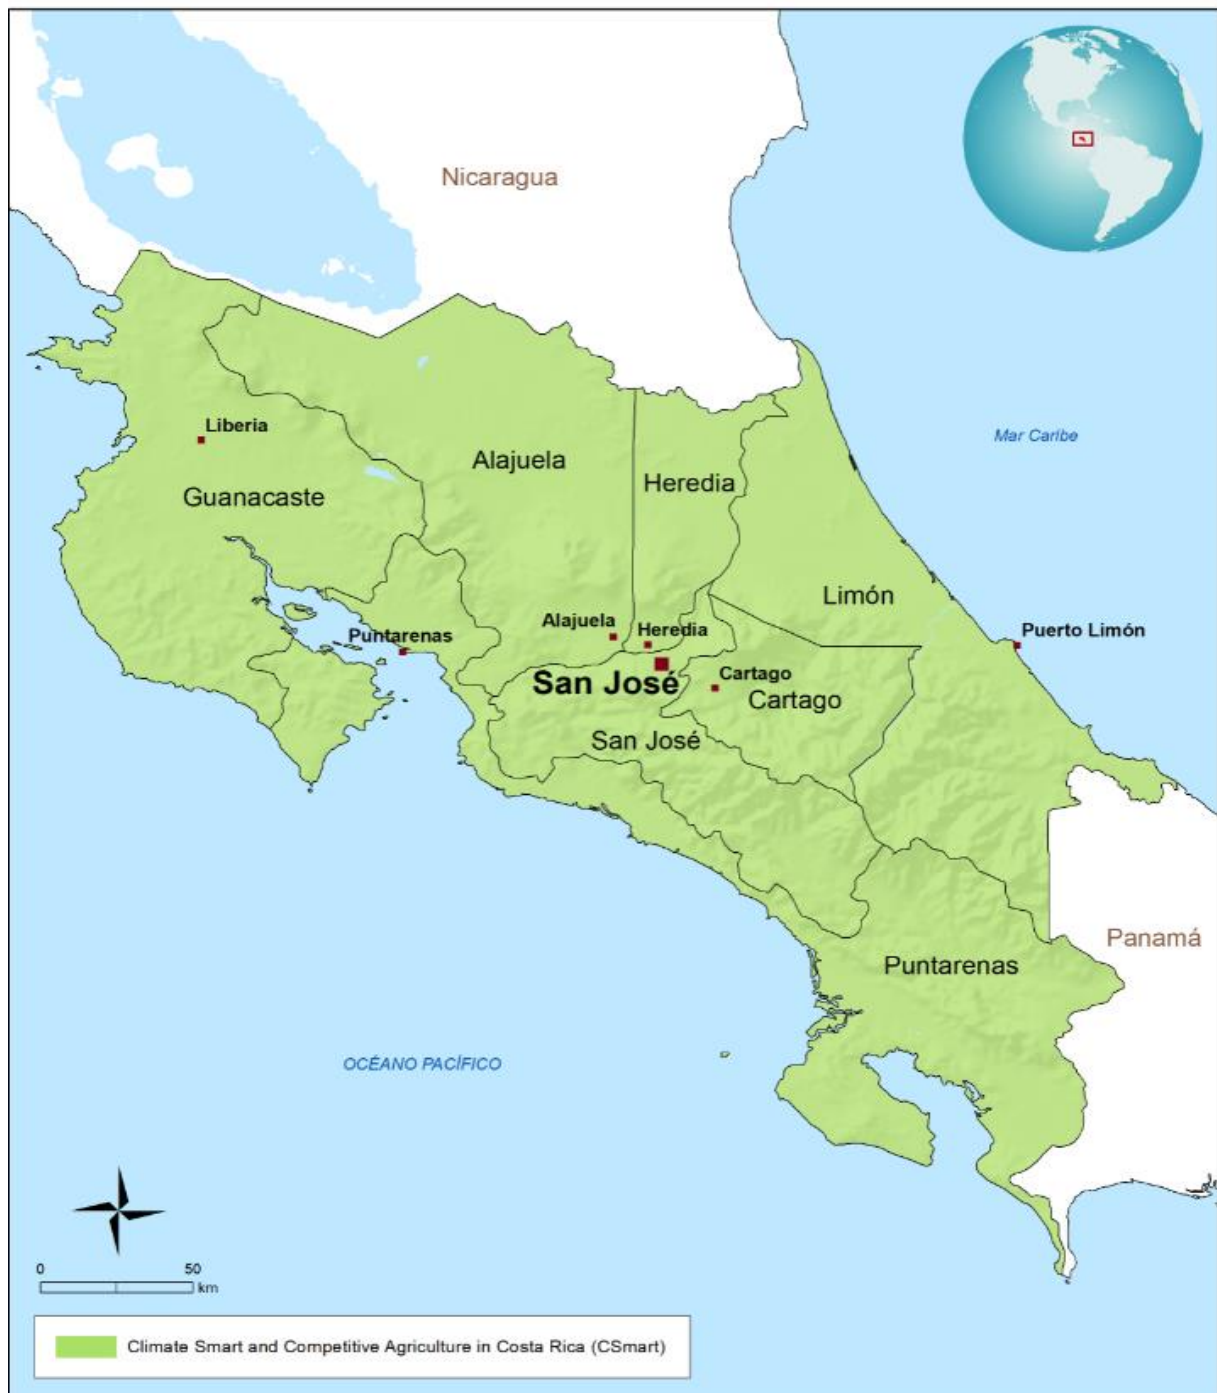 Nicaragua
Mar Caribe
Liberia
Alajuela
Heredia
Guanacaste
Limón
Alajuela
Heredia
Puntarenas
Puerto Limón
San José
Cartago
Cartago
San José
Panamá
Puntarenas
OCÉANO PACÍFICO
0 50
km
Climate Smart and Competitive Agriculture in Costa Rica (CSmart)